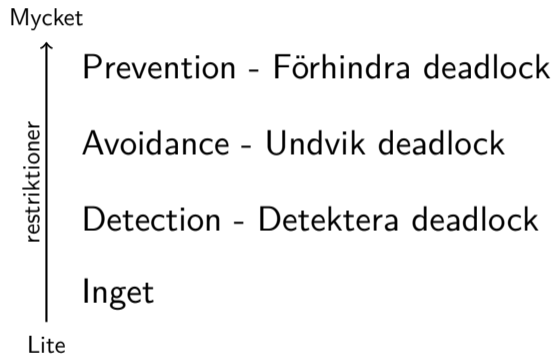 Mycket
Prevention - Förhindra deadlock
Avoidance - Undvik deadlock
restriktioner
Detection - Detektera deadlock
Inget
Lite